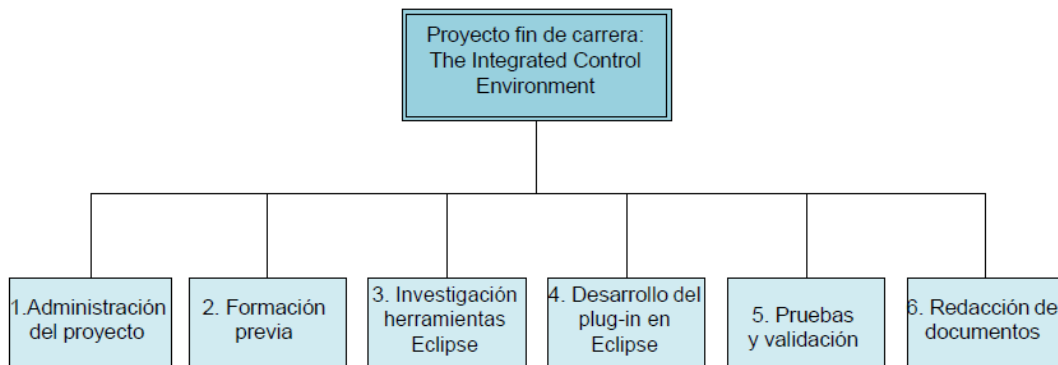 Proyecto fin de carrera:
The Integrated Control
Environment
1.Administración
del proyecto
2. Formación
previa
3. Investigación
herramientas
Eclipse
4. Desarrollo del
plug-in en
Eclipse
5. Pruebas
y validación
6. Redacción de
documentos